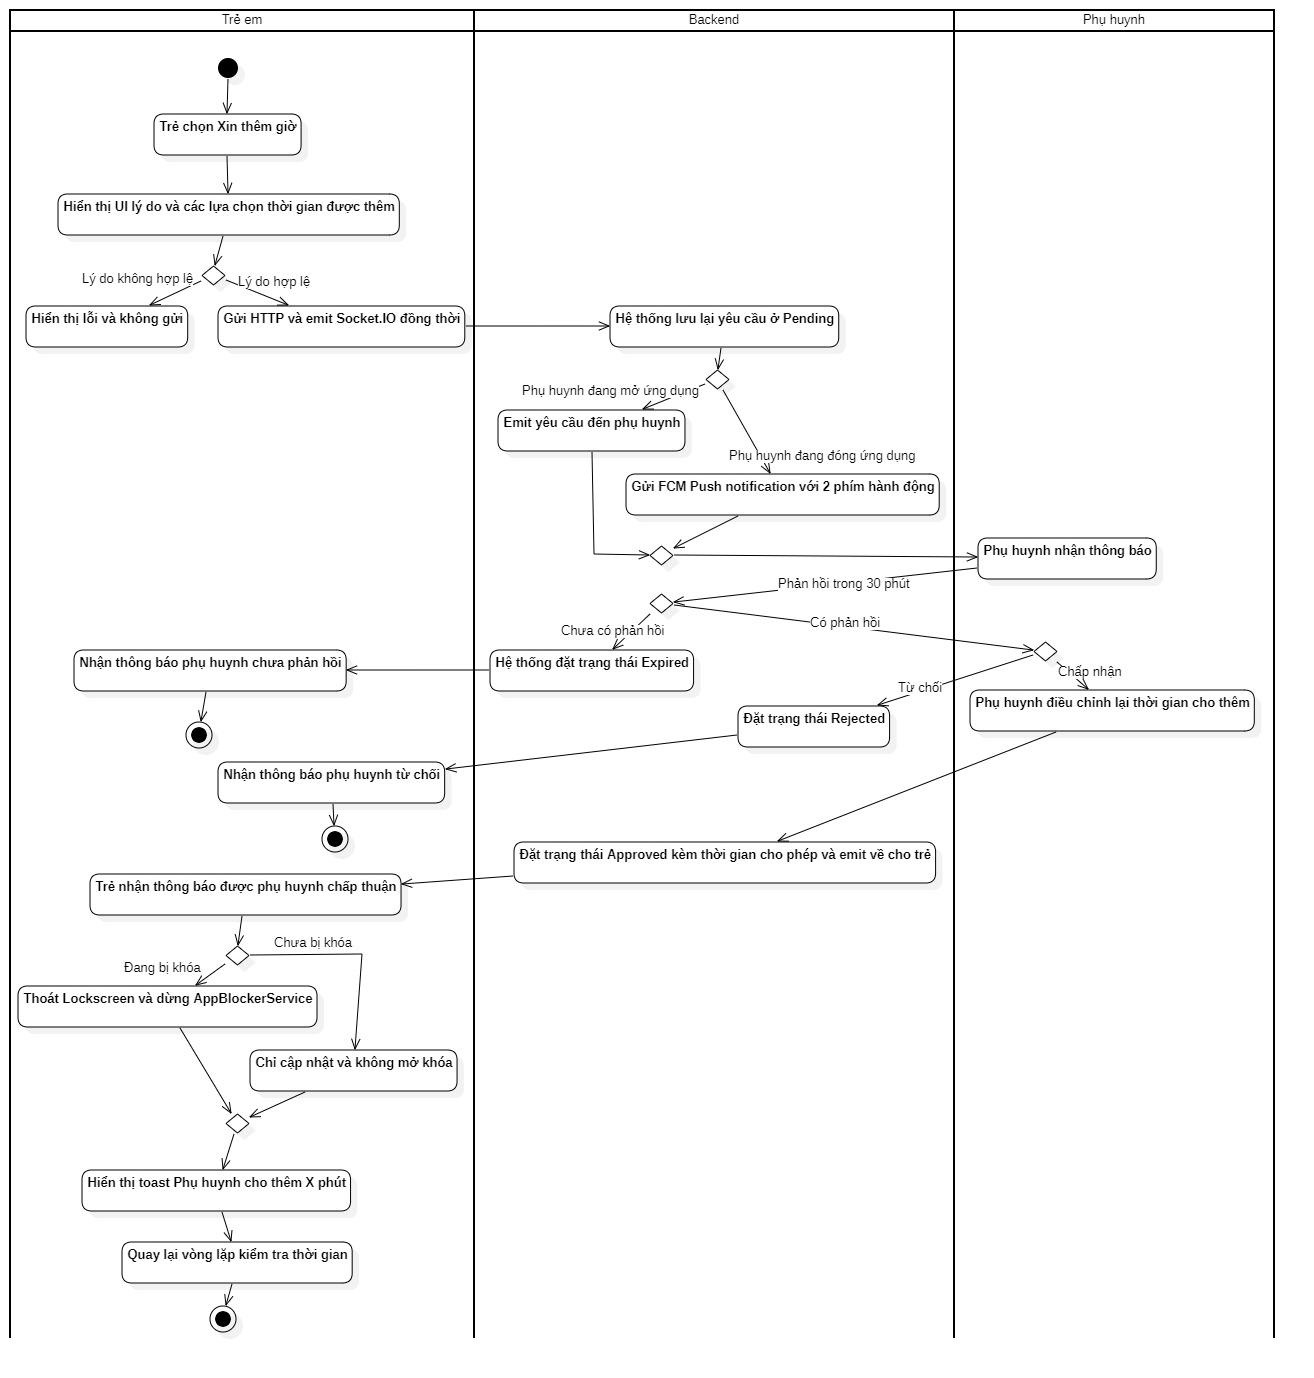 Trẻ em
Backend
Phụ huynh
Trẻ chọn Xin thêm giờ
Hiển thị UI lý do và các lựa chọn thời gian được thêm
Lý do không hợp lệ
Lý do hợp lệ
Hiển thị lỗi và không gửi
Gửi HTTP và emit Socket.IO đồng thời
Hệ thống lưu lại yêu cầu ở Pending
Phụ huynh đang mở ứng dụng
Emit yêu cầu đến phụ huynh
Phụ huynh đang đóng ứng dụng
Gửi FCM Push notification với 2 phím hành động
Phụ huynh nhận thông báo
Phản hồi trong 30 phút
Có phản hồi
Chưa có phản hồi
Nhận thông báo phụ huynh chưa phản hồi
Hệ thống đặt trạng thái Expired
Chấp nhận
Từ chối
Phụ huynh điều chỉnh lại thời gian cho thêm
Đặt trạng thái Rejected
Nhận thông báo phụ huynh từ chối
Đặt trạng thái Approved kèm thời gian cho phép và emit về cho trẻ
Trẻ nhận thông báo được phụ huynh chấp thuận
Chưa bị khóa
Đang bị khóa
Thoát Lockscreen và dừng AppBlockerService
Chỉ cập nhật và không mở khóa
Hiển thị toast Phụ huynh cho thêm X phút
Quay lại vòng lặp kiểm tra thời gian